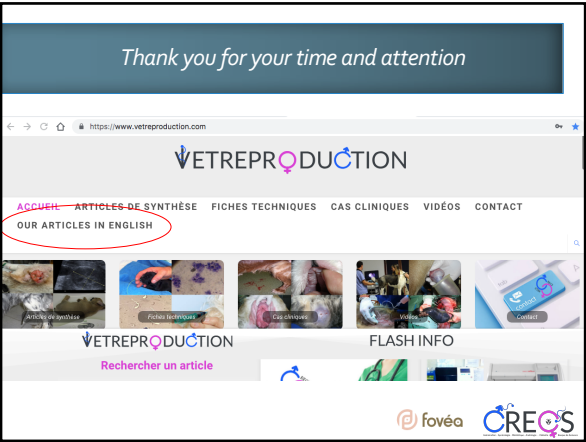 Thank you for your time and attention
https://www.vetreproduction.com
VETREPRODUCTION
ACCUEIL ARTICLES DE SYNTHÈSE FICHES TECHNIQUES CAS CLINIQUES VIDÉOS CONTACT
OUR ARTICLES IN ENGLISH
Articles de synthèse Fiches techniques Cas cliniques Vidéos Contact
contact
VETREPRODUCTION FLASH INFO
Rechercher un article
fovéa CREOS